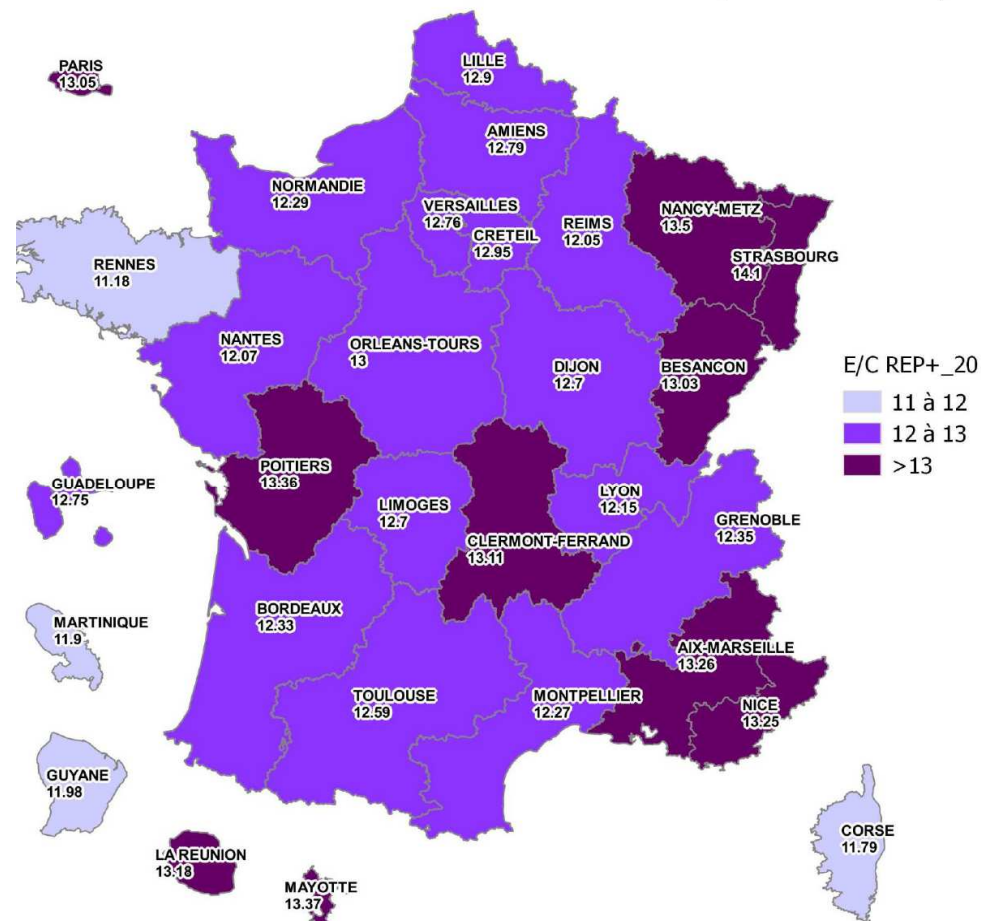 PARIS
13.05
LILLE
12.9
AMIENS
12.79
NORMANDIE
12.29
VERSAILLES
12.76
CRETEIL
12.95
REIMS
12.05
NANCY-METZ
13.5
STRASBOURG
14.1
RENNES
11.18
NANTES
12.07
ORLEANS-TOURS
13
DIJON
12.7
BESANCON
13.03
E/C REP+_20
11 à 12
12 à 13
>13
POITIERS
13.36
GUADELOUPE
12.75
LIMOGES
12.7
LYON
12.15
GRENOBLE
12.35
CLERMONT-FERRAND
13.11
BORDEAUX
12.33
MARTINIQUE
11.9
AIX-MARSEILLE
13.26
TOULOUSE
12.59
MONTPELLIER
12.27
NICE
13.25
GUYANE
11.98
CORSE
11.79
LA REUNION
13.18
MAYOTTE
13.37